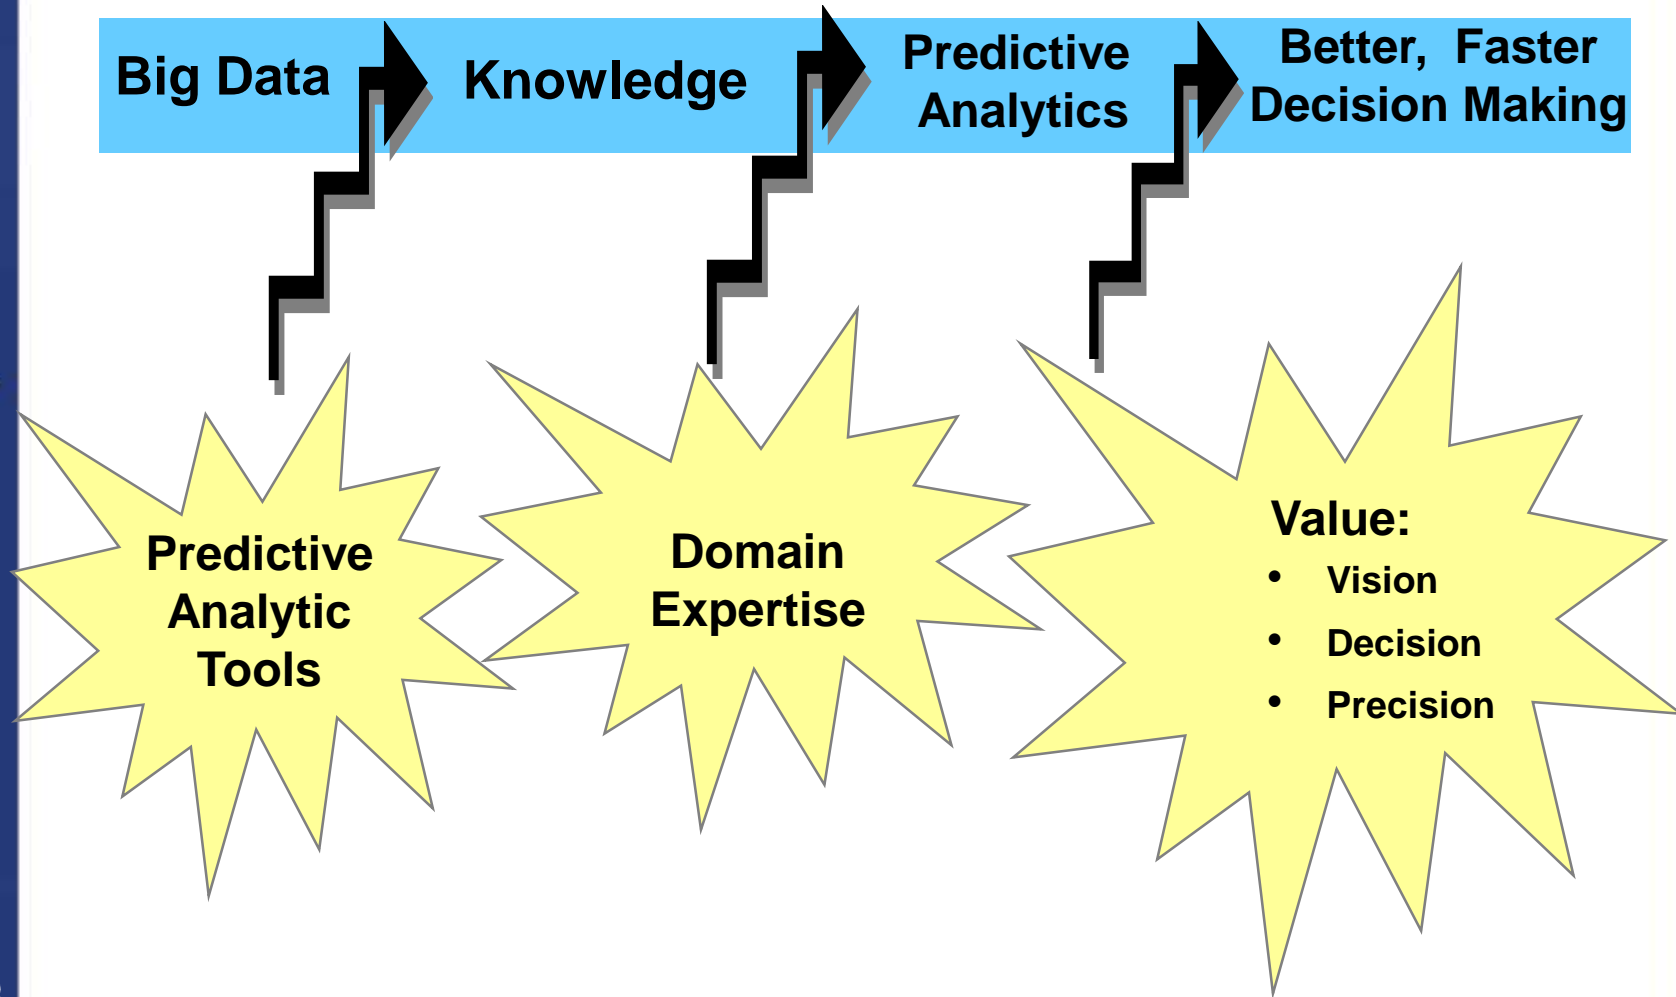 Big Data
Knowledge
Predictive
Analytics
Better, Faster
Decision Making
Predictive
Analytic
Tools
Domain
Expertise
Value:
• Vision
• Decision
• Precision